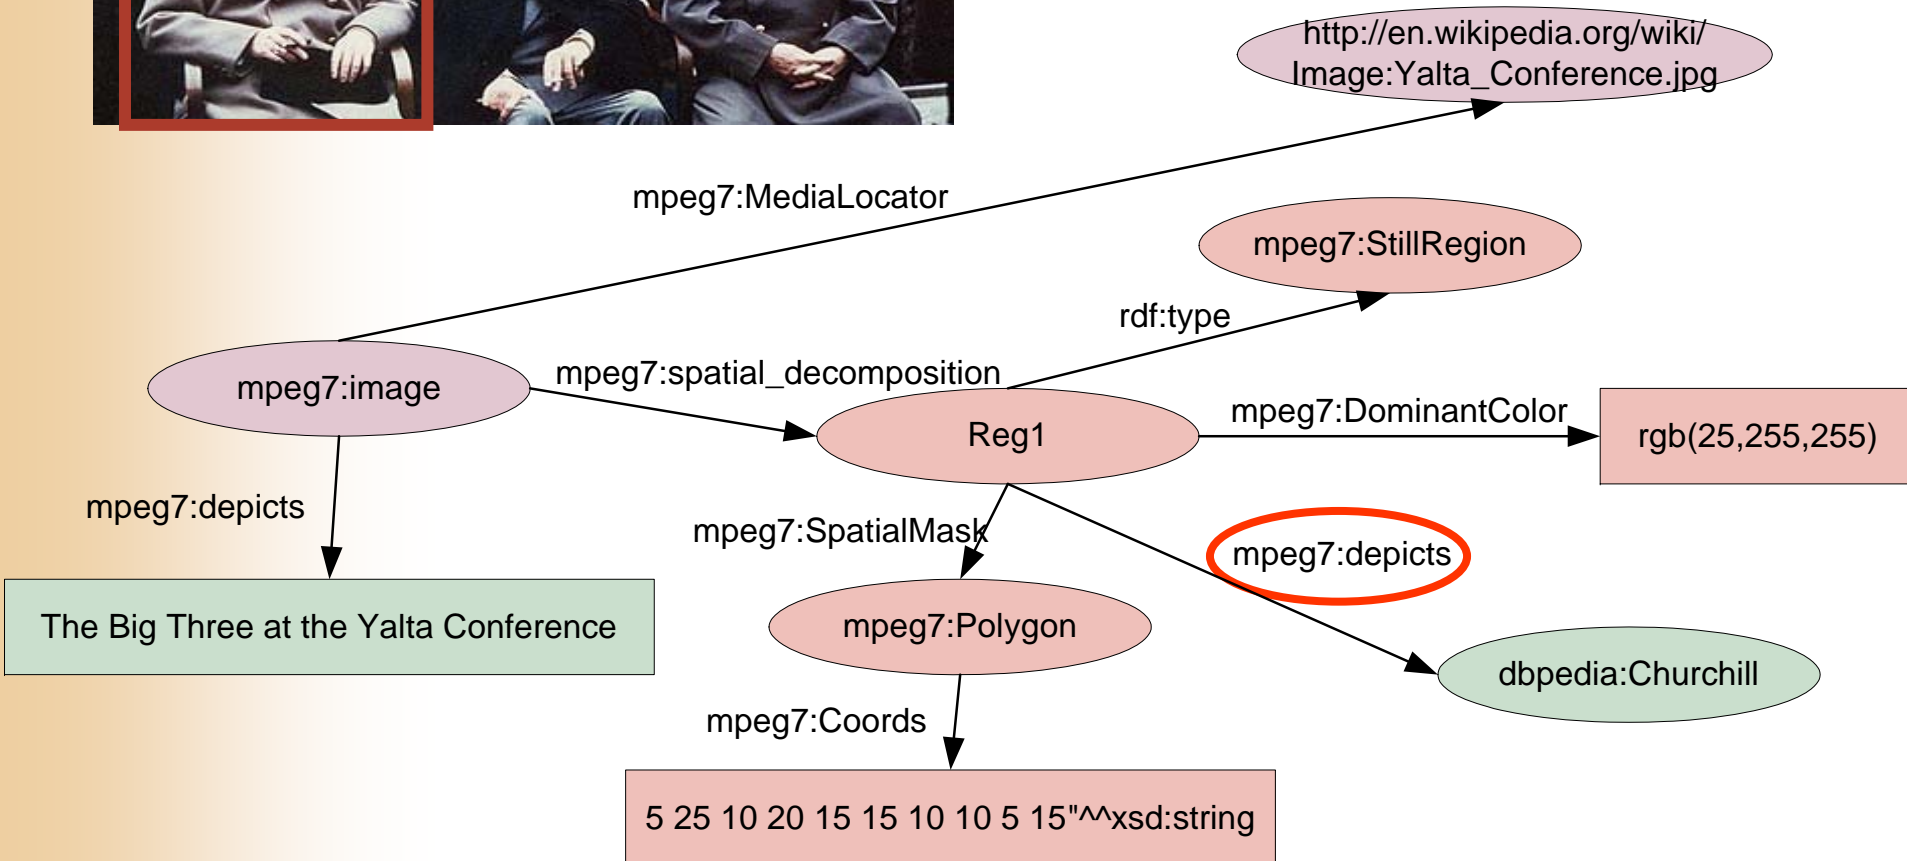 http://en.wikipedia.org/wiki/
Image:Yalta_Conference.jpg
mpeg7:MediaLocator
mpeg7:StillRegion
rdf:type
mpeg7:image
mpeg7:spatial_decomposition
Reg1
mpeg7:DominantColor
rgb(25,255,255)
mpeg7:depicts
mpeg7:SpatialMask
mpeg7:depicts
The Big Three at the Yalta Conference
mpeg7:Polygon
dbpedia:Churchill
mpeg7:Coords
5 25 10 20 15 15 10 10 5 15"^^xsd:string